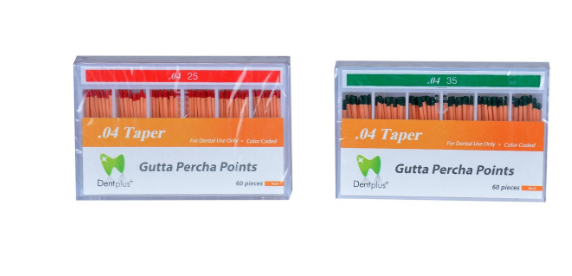 .04 25
.04 Taper
For Dental Use Only • Color Coded
Gutta Percha Points
Dentplus
60 pieces
.04 35
.04 Taper
For Dental Use Only • Color Coded
Gutta Percha Points
Dentplus
60 pieces